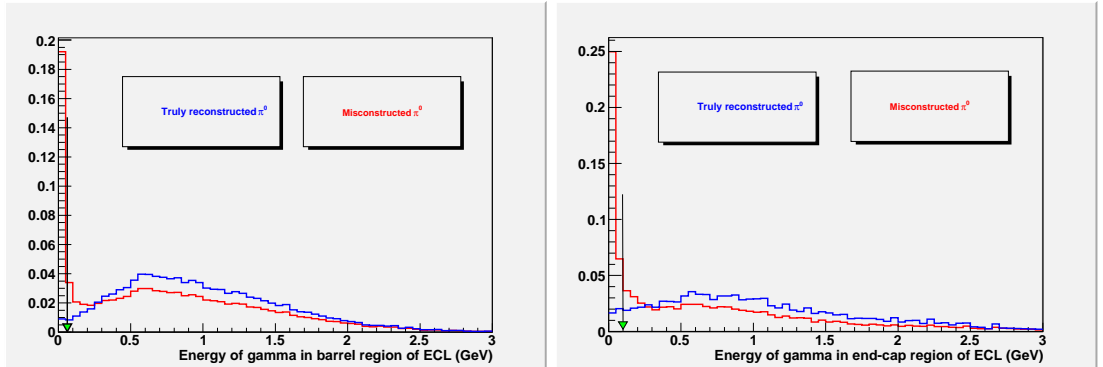 0.2
0.18
0.16
0.14
0.12
0.1
0.08
0.06
0.04
0.02
0
Truly reconstructed π⁰
Misconstructed π⁰
0 0.5 1 1.5 2 2.5 3
Energy of gamma in barrel region of ECL (GeV)
0.25
0.2
0.15
0.1
0.05
0
Truly reconstructed π⁰
Misconstructed π⁰
0 0.5 1 1.5 2 2.5 3
Energy of gamma in end-cap region of ECL (GeV)